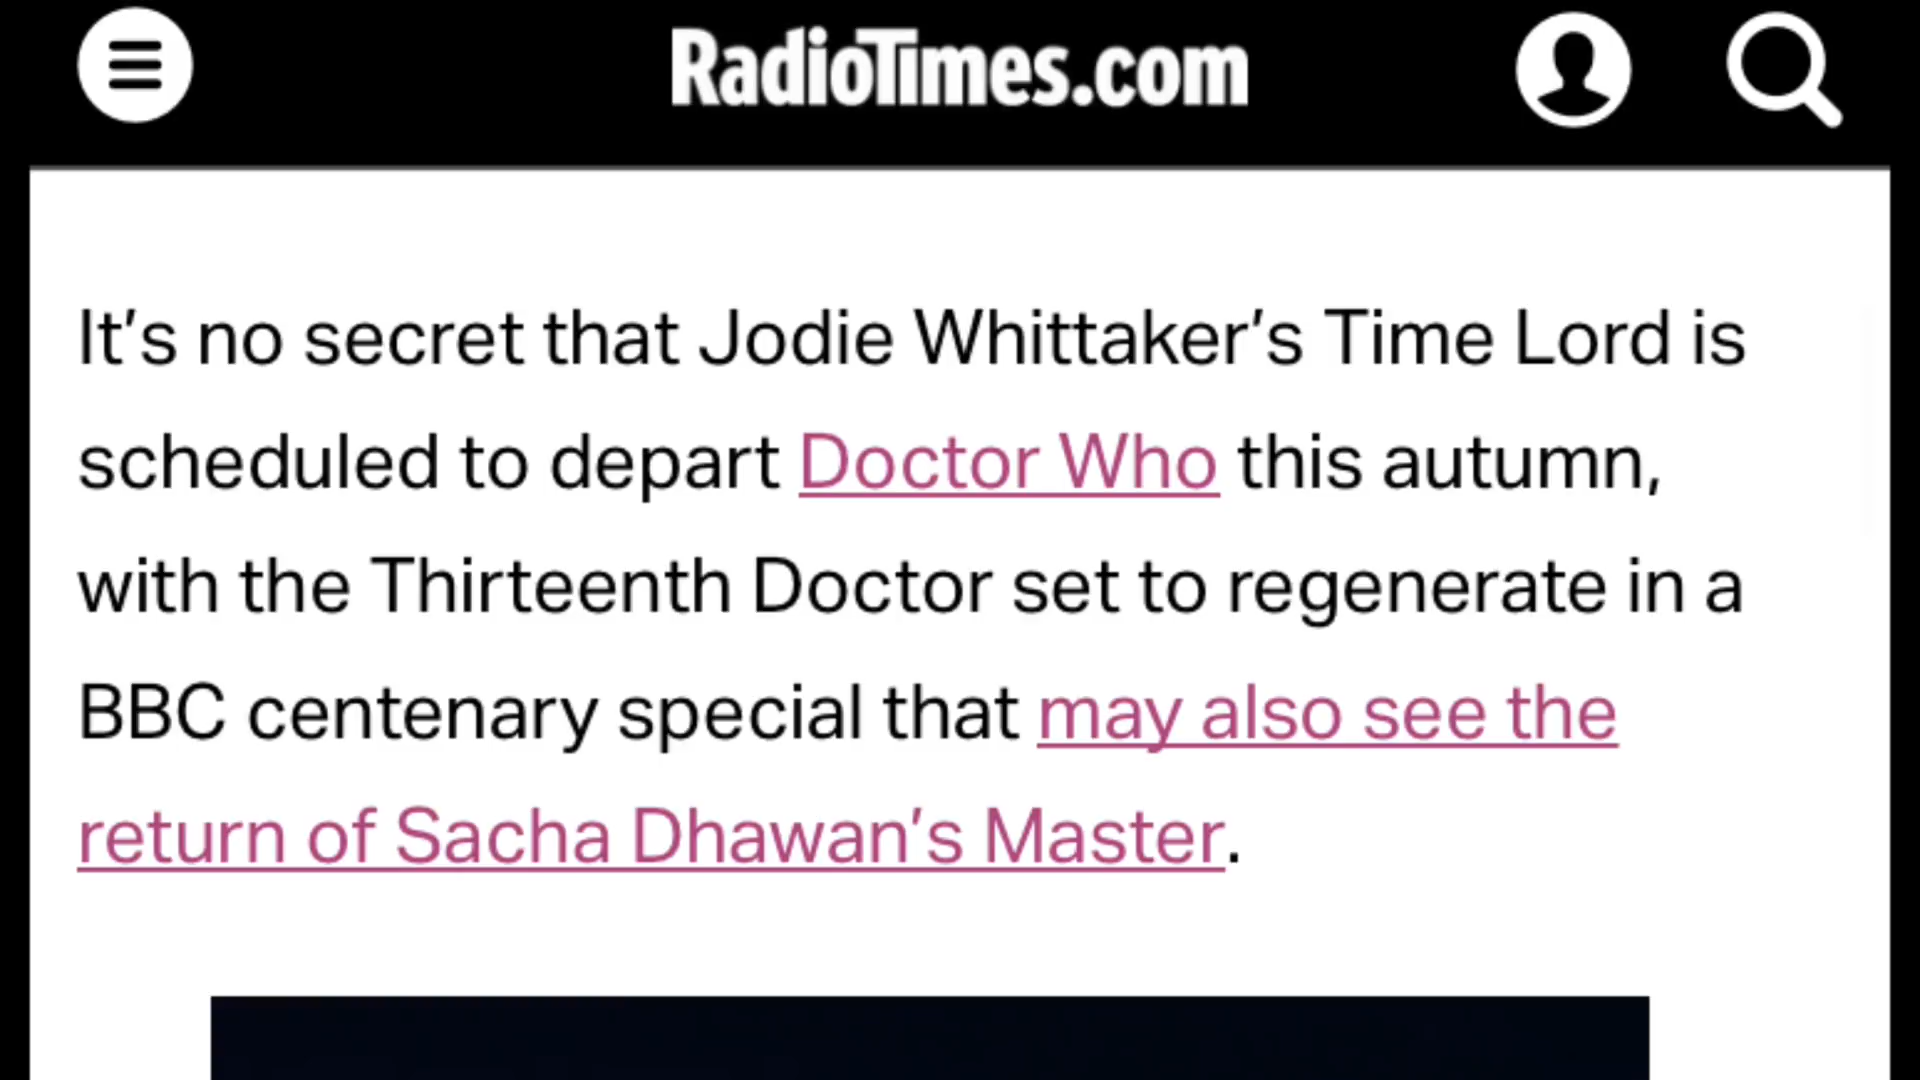 RadioTimes.com
It’s no secret that Jodie Whittaker’s Time Lord is
scheduled to depart Doctor Who this autumn,
with the Thirteenth Doctor set to regenerate in a
BBC centenary special that may also see the
return of Sacha Dhawan’s Master.